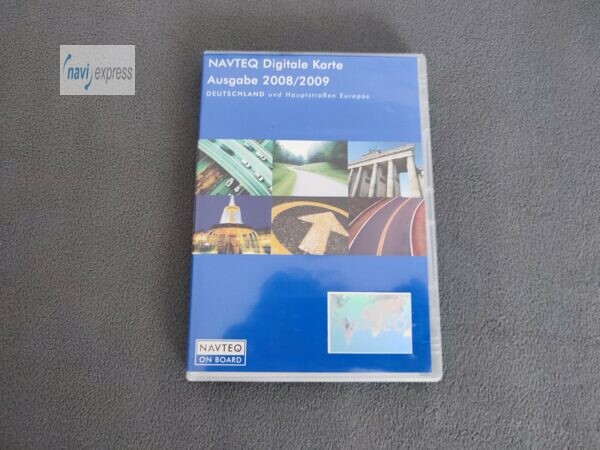 navi express
NAVTEQ Digitale Karte
Ausgabe 2008/2009
DEUTSCHLAND und Hauptstraßen Europas
NAVTEQ
ON BOARD